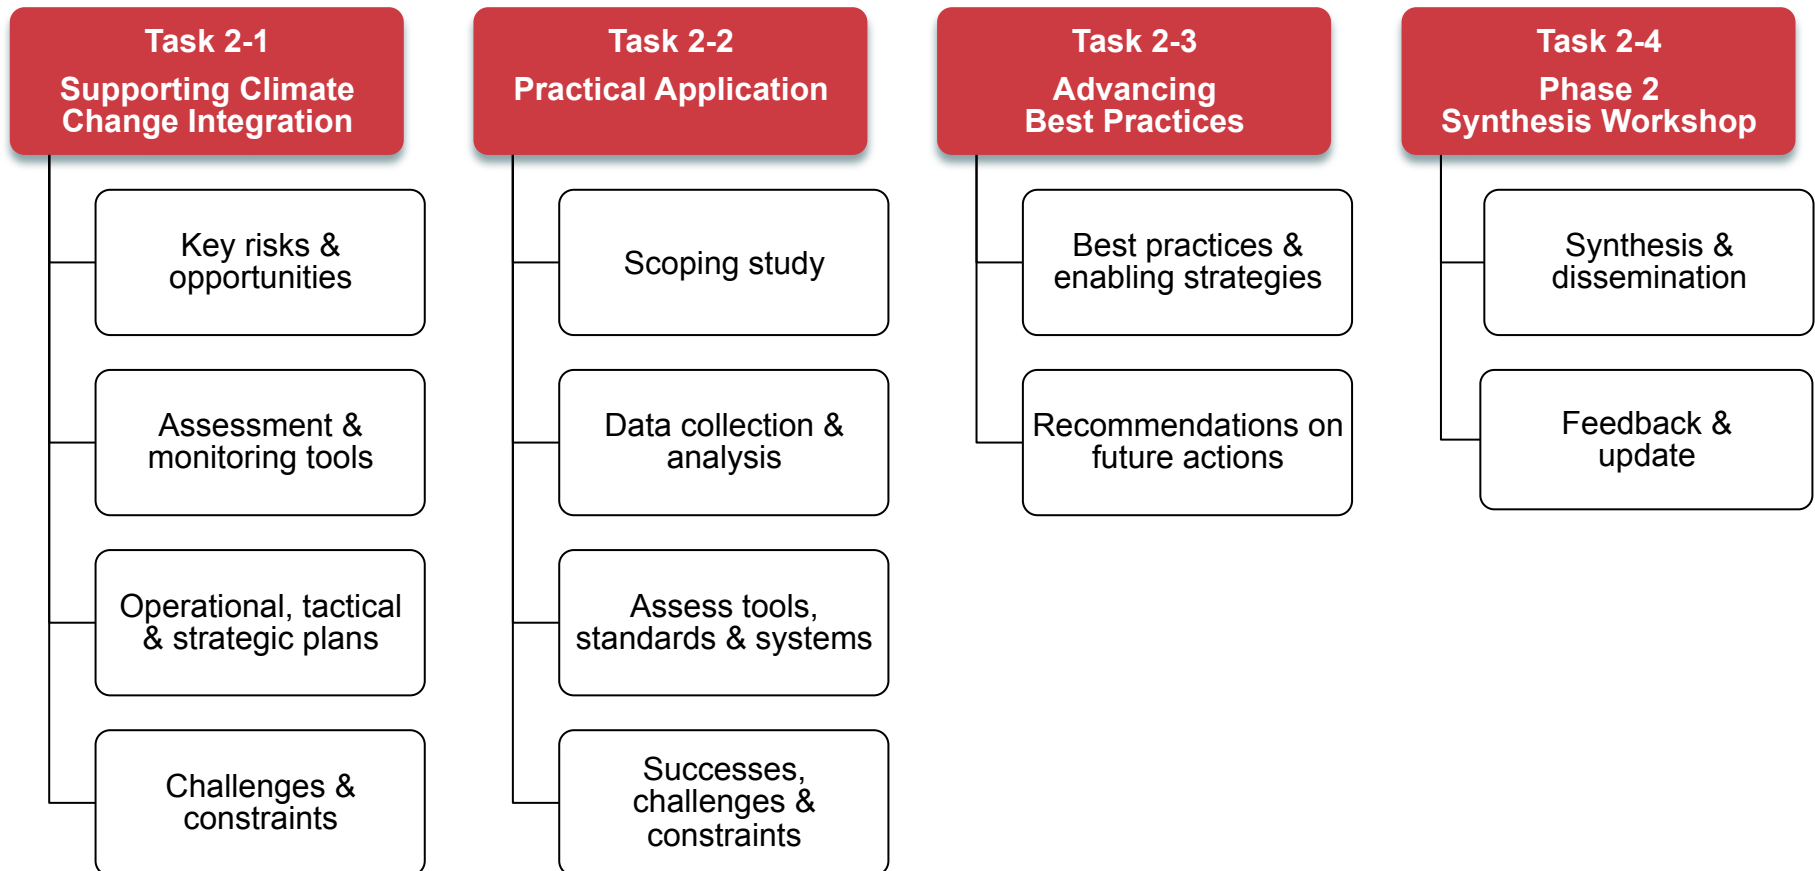 Task 2-1
Supporting Climate
Change Integration
Key risks &
opportunities
Assessment &
monitoring tools
Operational, tactical
& strategic plans
Challenges &
constraints
Task 2-2
Practical Application
Scoping study
Data collection &
analysis
Assess tools,
standards & systems
Successes,
challenges &
constraints
Task 2-3
Advancing
Best Practices
Best practices &
enabling strategies
Recommendations on
future actions
Task 2-4
Phase 2
Synthesis Workshop
Synthesis &
dissemination
Feedback &
update